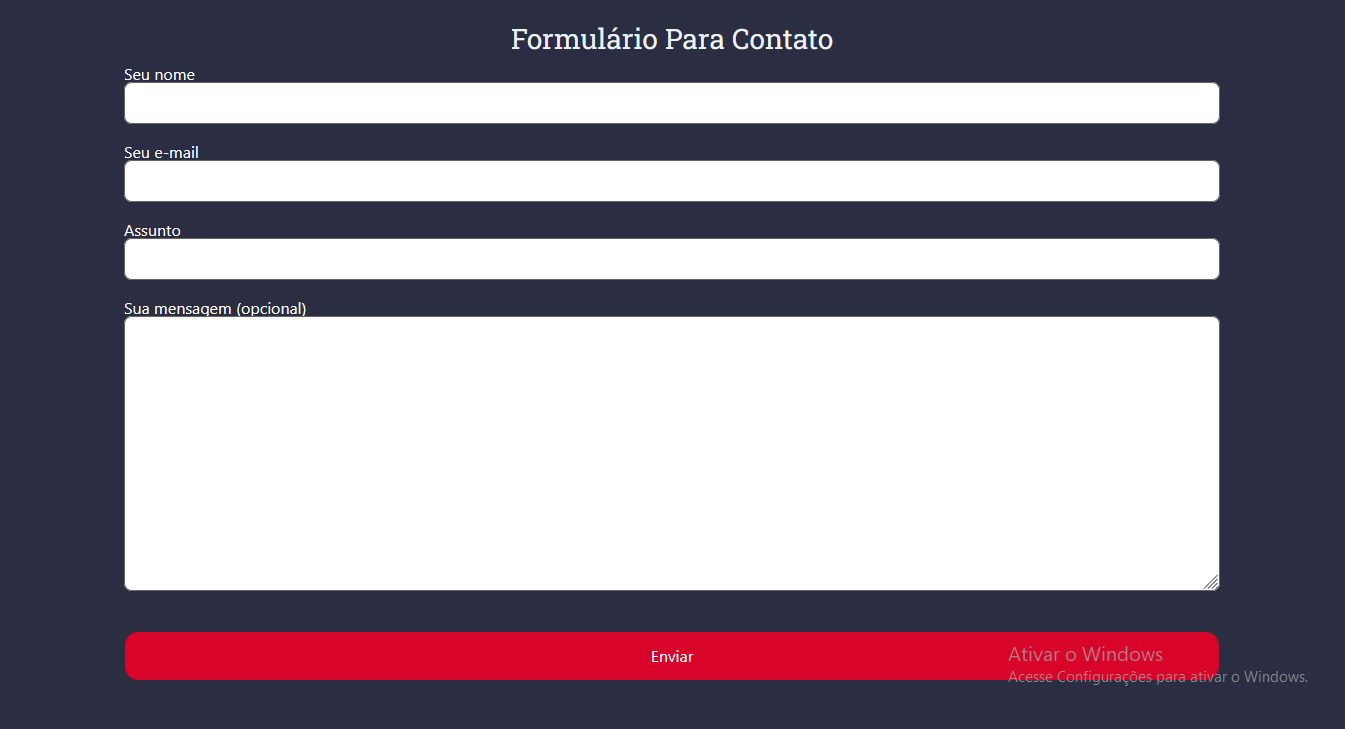 Formulário Para Contato
Seu nome
Seu e-mail
Assunto
Sua mensagem (opcional)
Enviar
Ativar o Windows
Acesse Configurações para ativar o Windows.